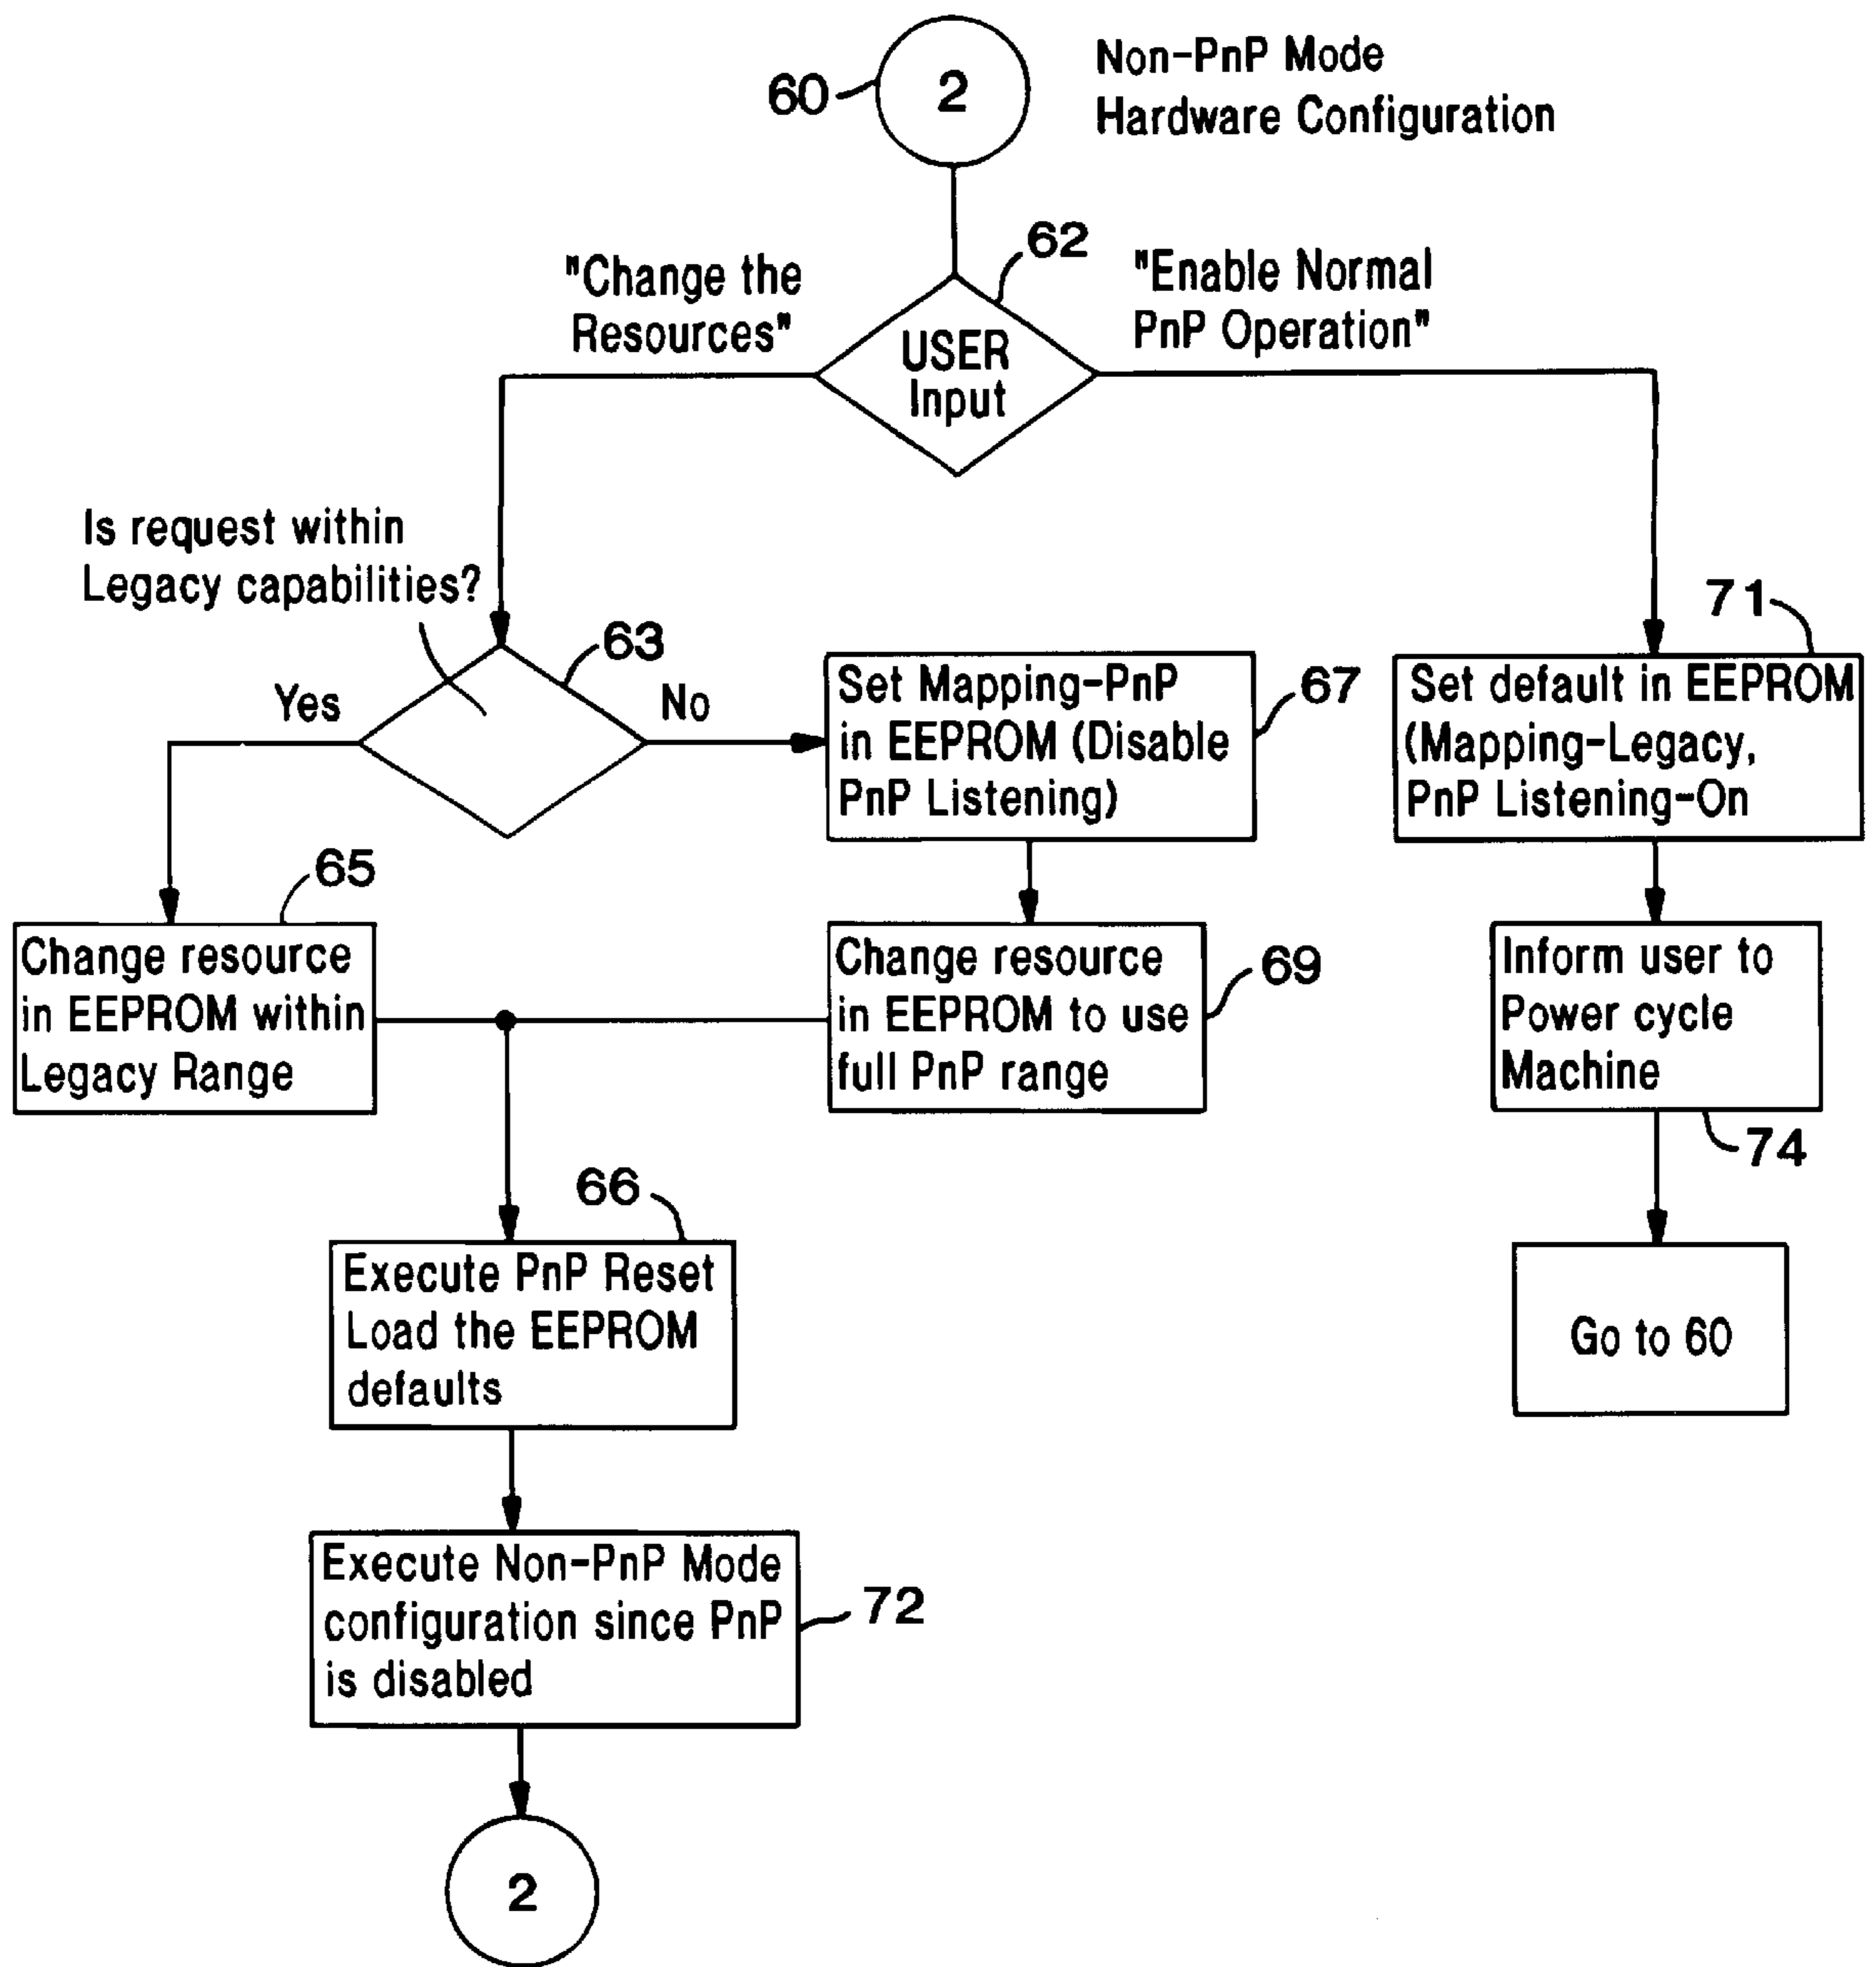 60
2
Non-PnP Mode
Hardware Configuration
62
"Change the
Resources"
"Enable Normal
PnP Operation"
USER
Input
Is request within
Legacy capabilities?
63
Yes
No
Set Mapping-PnP
in EEPROM (Disable
PnP Listening)
67
71
Set default in EEPROM
(Mapping-Legacy,
PnP Listening-On
65
Change resource
in EEPROM within
Legacy Range
Change resource
in EEPROM to use
full PnP range
69
Inform user to
Power cycle
Machine
74
66
Execute PnP Reset
Load the EEPROM
defaults
Go to 60
Execute Non-PnP Mode
configuration since PnP
is disabled
72
2